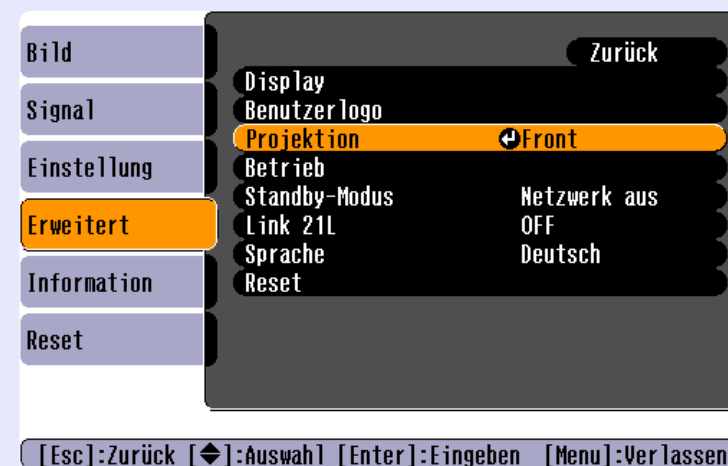 Bild
Signal
Einstellung
Erweitert
Information
Reset
Zurück
Display
Benutzerlogo
Projektion Front
Betrieb
Standby-Modus Netzwerk aus
Link 21L OFF
Sprache Deutsch
Reset
[Esc]:Zurück [◆]:Auswahl [Enter]:Eingeben [Menu]:Verlassen